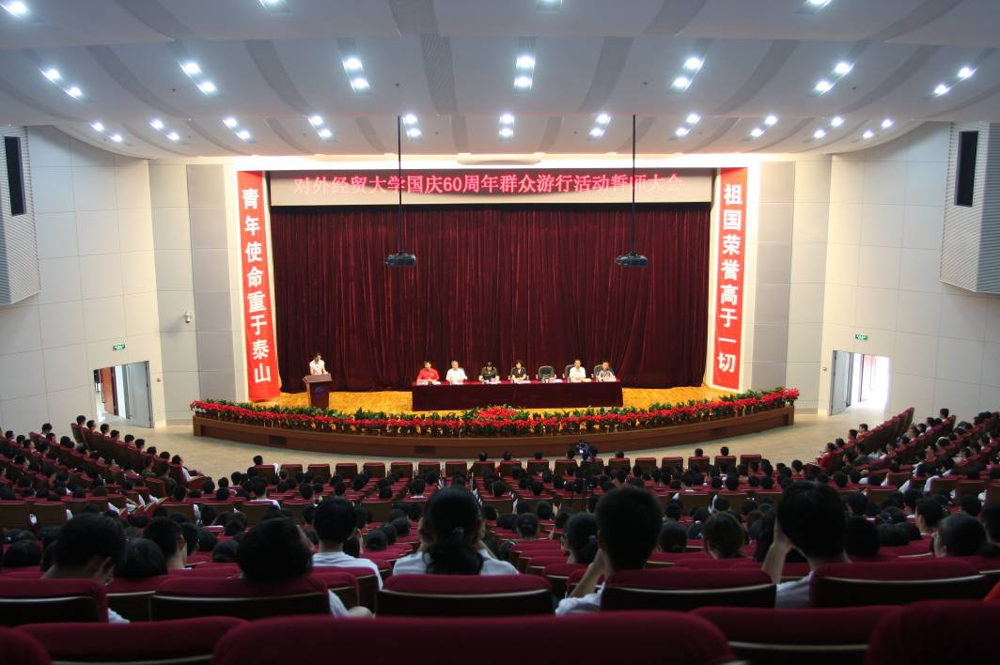 对外经贸大学国庆60周年群众游行活动誓师大会
青年使命重于泰山
祖国荣誉高于一切